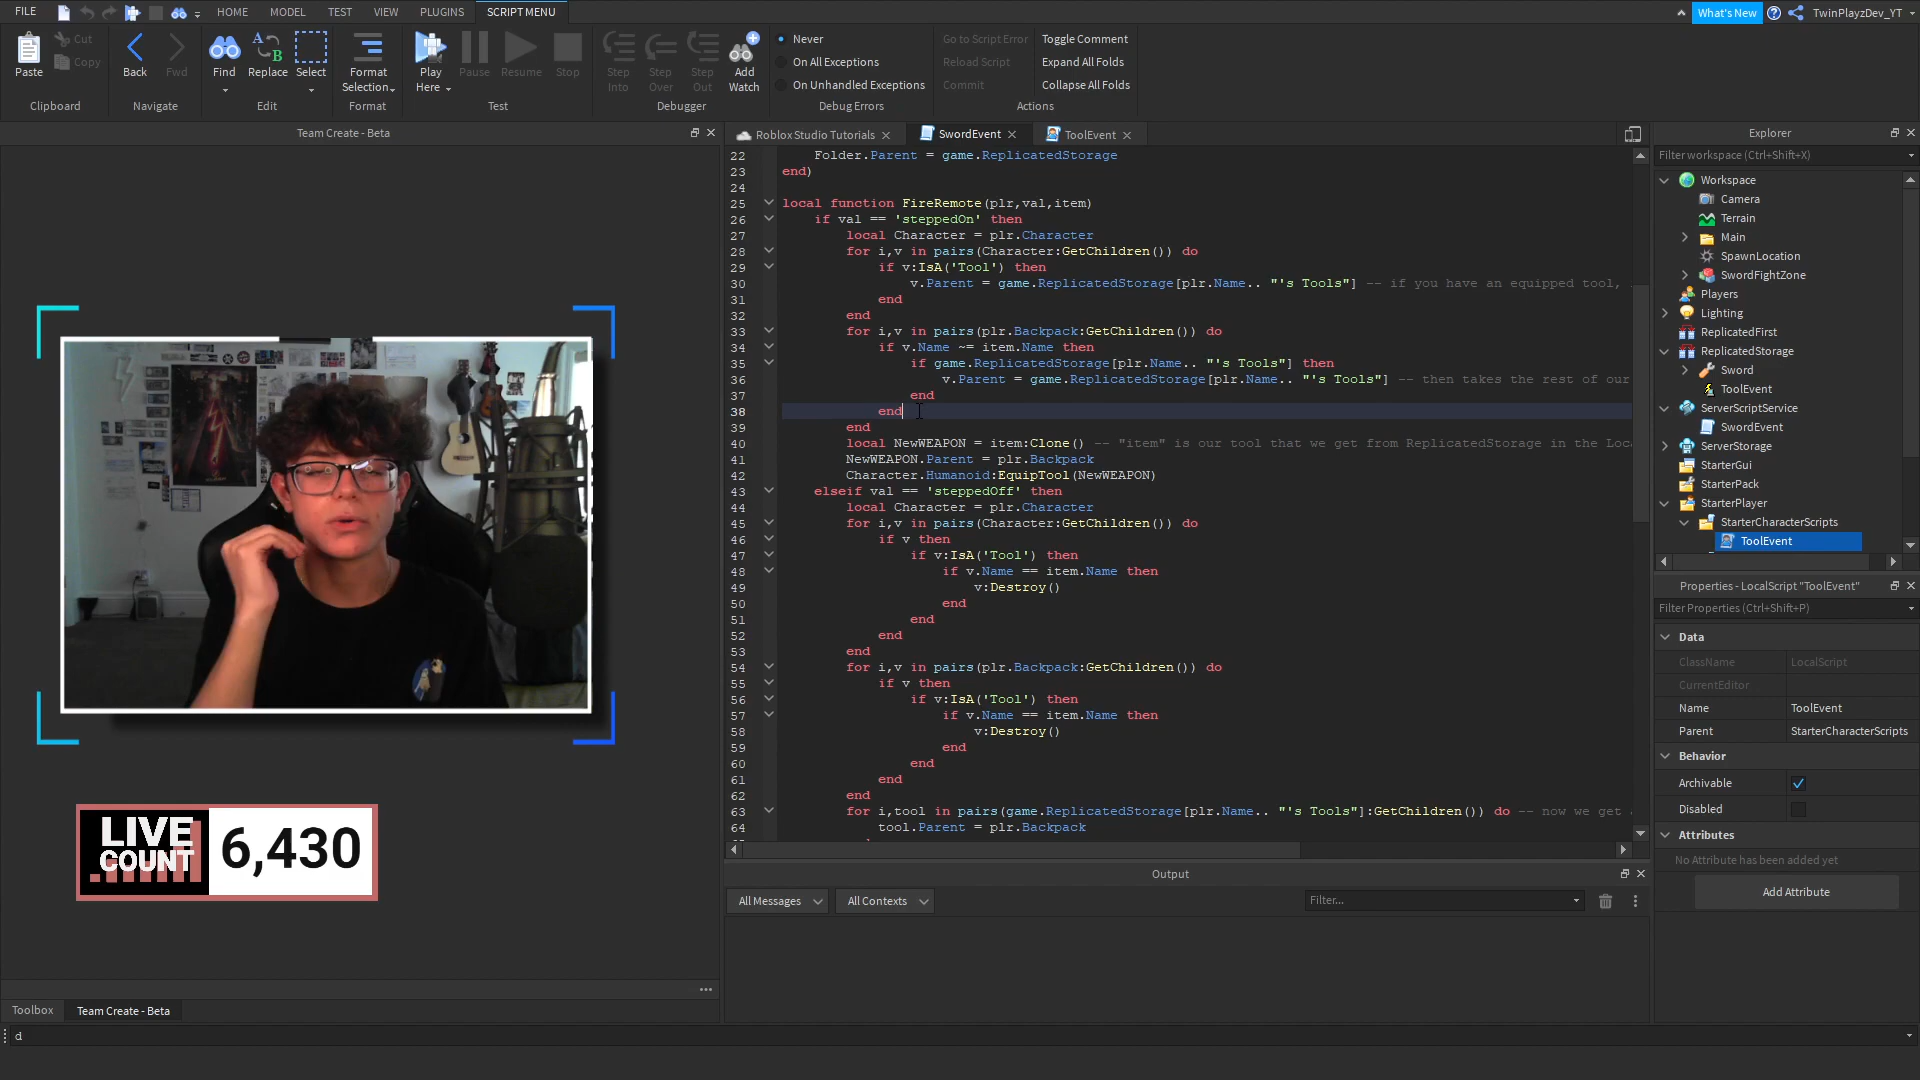 FILE
HOME
MODEL
TEST
VIEW
PLUGINS
SCRIPT MENU
What's New
TwinPlayzDev_YT
Paste
Cut
Copy
Clipboard
Back
Fwd
Navigate
Find
Replace
Select
Edit
Format
Selection
Format
Play
Here
Pause
Resume
Stop
Test
Step
Into
Step
Over
Step
Out
Add
Watch
Debugger
Never
On All Exceptions
On Unhandled Exceptions
Debug Errors
Go to Script Error
Reload Script
Commit
Toggle Comment
Expand All Folds
Collapse All Folds
Actions
Team Create - Beta
LIVE
COUNT
6,430
Toolbox
Team Create - Beta
d
Roblox Studio Tutorials
SwordEvent
ToolEvent
22 Folder.Parent = game.ReplicatedStorage
23 end)
24
25 local function FireRemote(plr,val,item)
26 if val == 'steppedOn' then
27 local Character = plr.Character
28 for i,v in pairs(Character:GetChildren()) do
29 if v:IsA('Tool') then
30 v.Parent = game.ReplicatedStorage[plr.Name.. "'s Tools"] -- if you have an equipped tool,
31 end
32 end
33 for i,v in pairs(plr.Backpack:GetChildren()) do
34 if v.Name ~= item.Name then
35 if game.ReplicatedStorage[plr.Name.. "'s Tools"] then
36 v.Parent = game.ReplicatedStorage[plr.Name.. "'s Tools"] -- then takes the rest of our
37 end
38 end
39 end
40 local NewWEAPON = item:Clone() -- "item" is our tool that we get from ReplicatedStorage in the Loc
41 NewWEAPON.Parent = plr.Backpack
42 Character.Humanoid:EquipTool(NewWEAPON)
43 elseif val == 'steppedOff' then
44 local Character = plr.Character
45 for i,v in pairs(Character:GetChildren()) do
46 if v then
47 if v:IsA('Tool') then
48 if v.Name == item.Name then
49 v:Destroy()
50 end
51 end
52 end
53 end
54 for i,v in pairs(plr.Backpack:GetChildren()) do
55 if v then
56 if v:IsA('Tool') then
57 if v.Name == item.Name then
58 v:Destroy()
59 end
60 end
61 end
62 end
63 for i,tool in pairs(game.ReplicatedStorage[plr.Name.. "'s Tools"]:GetChildren()) do -- now we get
64 tool.Parent = plr.Backpack
Output
All Messages
All Contexts
Filter...
Explorer
Filter workspace (Ctrl+Shift+X)
Workspace
Camera
Terrain
Main
SpawnLocation
SwordFightZone
Players
Lighting
ReplicatedFirst
ReplicatedStorage
Sword
ToolEvent
ServerScriptService
SwordEvent
ServerStorage
StarterGui
StarterPack
StarterPlayer
StarterCharacterScripts
ToolEvent
Properties - LocalScript "ToolEvent"
Filter Properties (Ctrl+Shift+P)
Data
ClassName LocalScript
CurrentEditor
Name ToolEvent
Parent StarterCharacterScripts
Behavior
Archivable
Disabled
Attributes
No Attribute has been added yet
Add Attribute